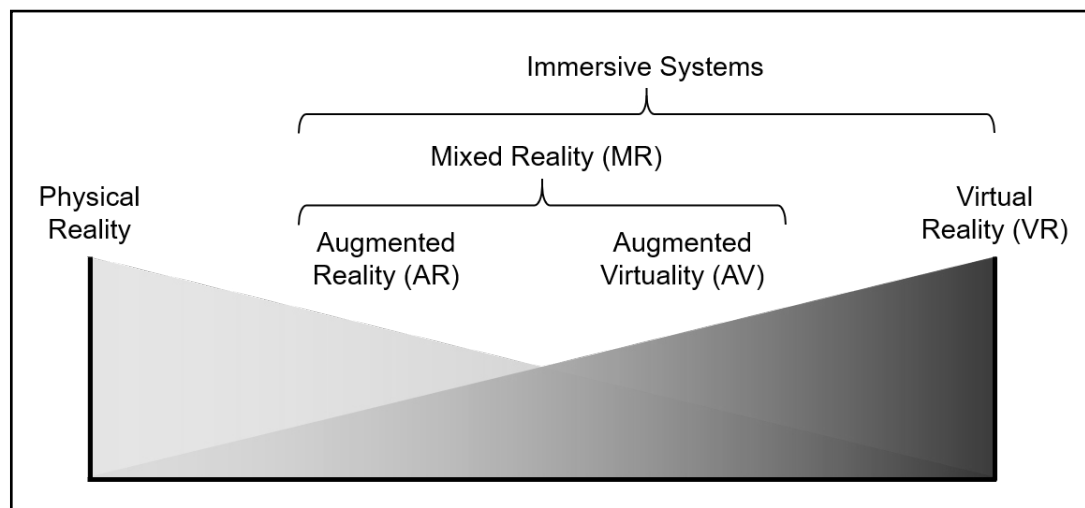 Immersive Systems
Mixed Reality (MR)
Physical
Reality
Augmented
Reality (AR)
Augmented
Virtuality (AV)
Virtual
Reality (VR)